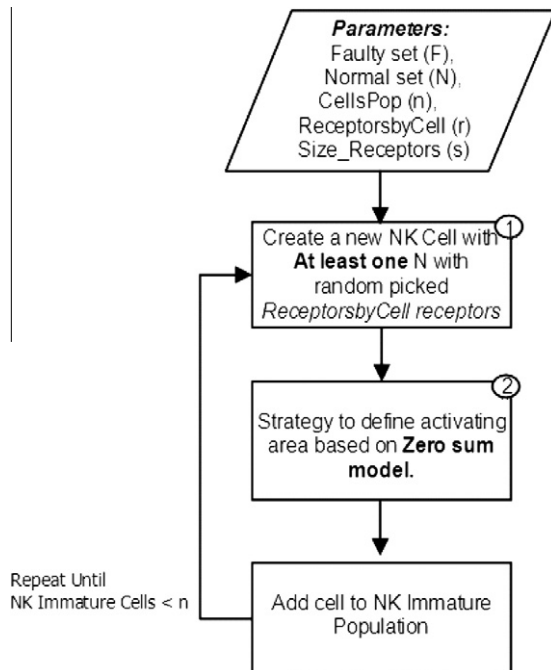 Parameters:
Faulty set (F),
Normal set (N),
CellsPop (n),
ReceptorsbyCell (r)
Size_Receptors (s)
1
Create a new NK Cell with
At least one N with
random picked
ReceptorsbyCell receptors
2
Strategy to define activating
area based on Zero sum
model.
Repeat Until
NK Immature Cells < n
Add cell to NK Immature
Population